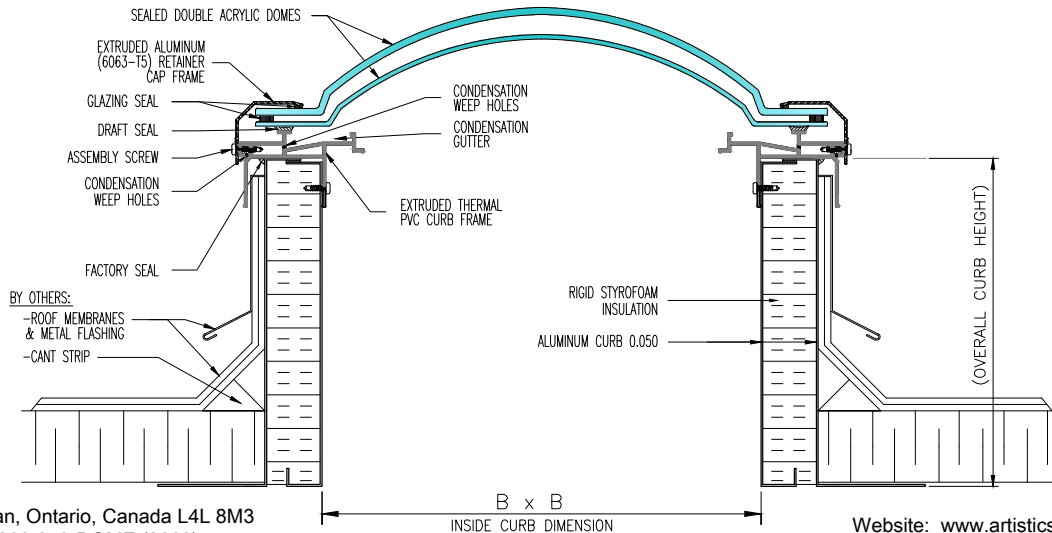 SEALED DOUBLE ACRYLIC DOMES
EXTRUDED ALUMINUM
(6063-T5) RETAINER
CAP FRAME
GLAZING SEAL
DRAFT SEAL
ASSEMBLY SCREW
CONDENSATION
WEEP HOLES
FACTORY SEAL
BY OTHERS:
-ROOF MEMBRANES
& METAL FLASHING
-CANT STRIP
CONDENSATION
WEEP HOLES
CONDENSATION
GUTTER
EXTRUDED THERMAL
PVC CURB FRAME
RIGID STYROFOAM
INSULATION
ALUMINUM CURB 0.050
(OVERALL CURB HEIGHT)
B x B
INSIDE CURB DIMENSION
an, Ontario, Canada L4L 8M3
Website: www.artistics